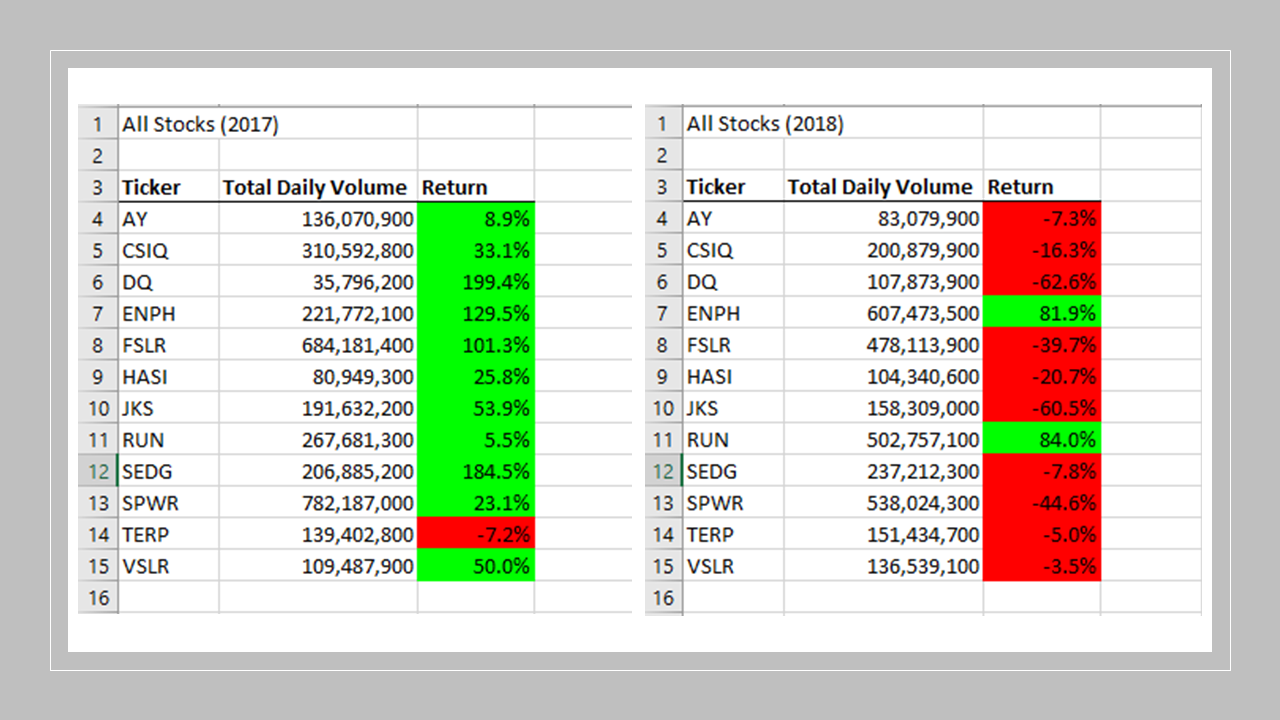 1 All Stocks (2017)
2
3 Ticker Total Daily Volume Return
4 AY 136,070,900 8.9%
5 CSIQ 310,592,800 33.1%
6 DQ 35,796,200 199.4%
7 ENPH 221,772,100 129.5%
8 FSLR 684,181,400 101.3%
9 HASI 80,949,300 25.8%
10 JKS 191,632,200 53.9%
11 RUN 267,681,300 5.5%
12 SEDG 206,885,200 184.5%
13 SPWR 782,187,000 23.1%
14 TERP 139,402,800 -7.2%
15 VSLR 109,487,900 50.0%
16
1 All Stocks (2018)
2
3 Ticker Total Daily Volume Return
4 AY 83,079,900 -7.3%
5 CSIQ 200,879,900 -16.3%
6 DQ 107,873,900 -62.6%
7 ENPH 607,473,500 81.9%
8 FSLR 478,113,900 -39.7%
9 HASI 104,340,600 -20.7%
10 JKS 158,309,000 -60.5%
11 RUN 502,757,100 84.0%
12 SEDG 237,212,300 -7.8%
13 SPWR 538,024,300 -44.6%
14 TERP 151,434,700 -5.0%
15 VSLR 136,539,100 -3.5%
16